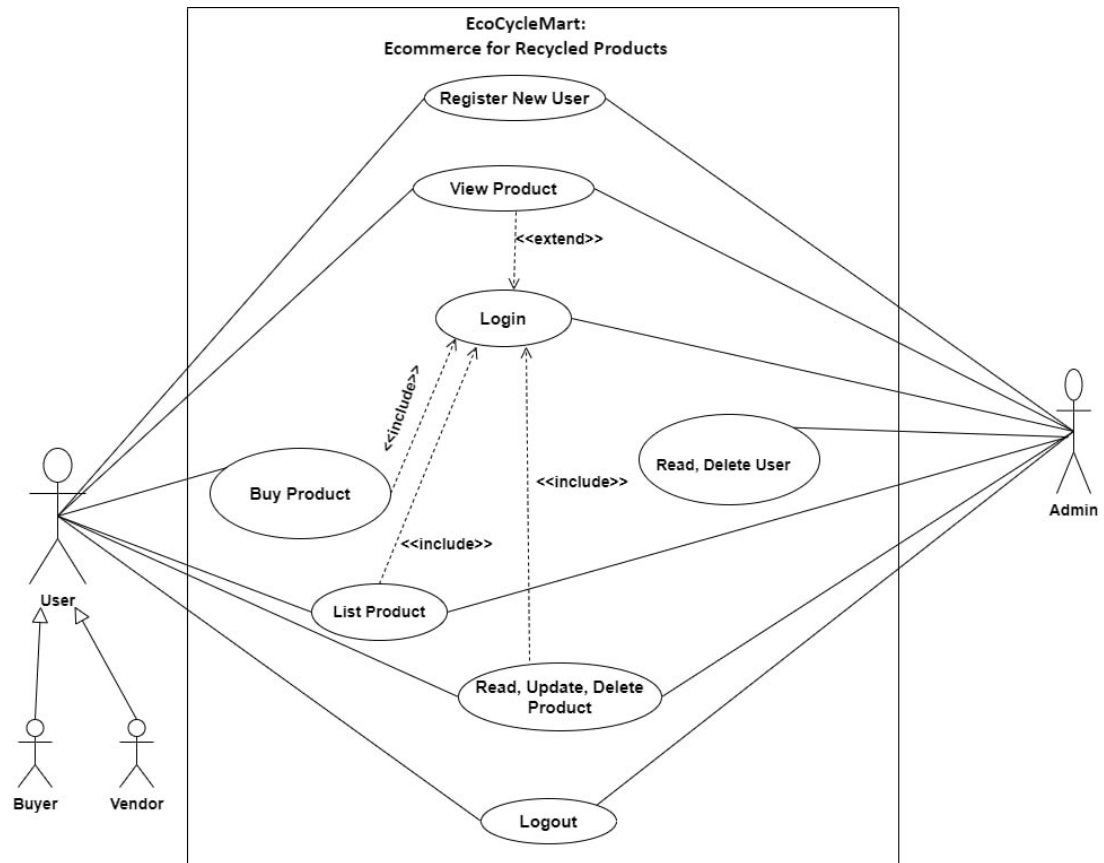 EcoCycleMart:
Ecommerce for Recycled Products
Register New User
View Product
<<extend>>
Login
<<include>>
Read, Delete User
Buy Product
<<include>>
Admin
<<include>>
User
List Product
Read, Update, Delete
Product
Buyer
Vendor
Logout